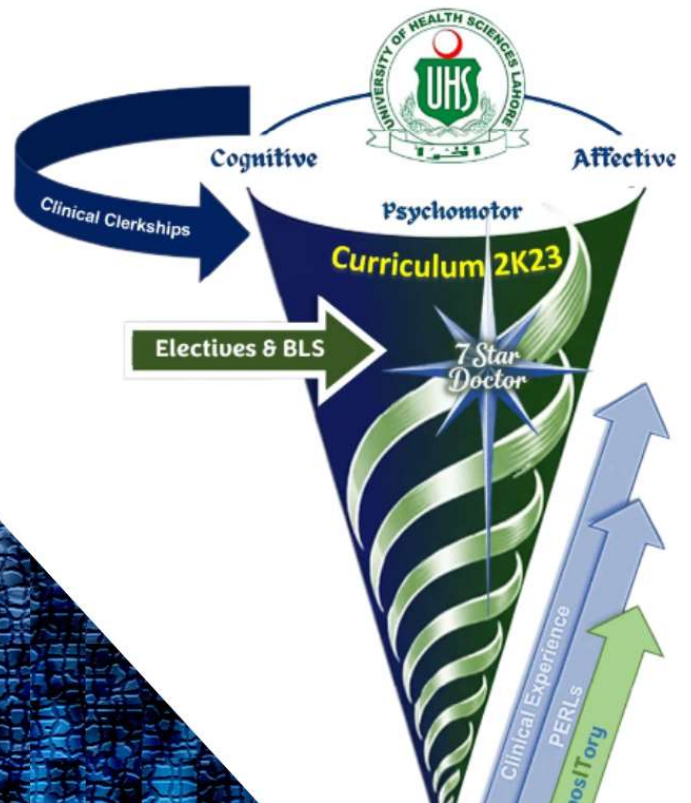 UNIVERSITY OF HEALTH SCIENCES LAHORE
UHS
Cognitive
Affective
Psychomotor
Clinical Clerkships
Curriculum 2K23
Electives & BLS
7 Star
Doctor
Clinical Experience
PERLs
osITory